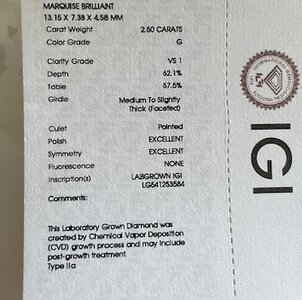 MARQUISE BRILLIANT
13.15 X 7.38 X 4.58 MM
Carat Weight 2.50 CARATS
Color Grade G
Clarity Grade VS 1
Depth 62.1%
Table 57.5%
Girdle Medium To Slightly
Thick (Faceted)
Culet Pointed
Polish EXCELLENT
Symmetry EXCELLENT
Fluorescence NONE
Inscription(s) LABGROWN IGI
LG541253584
Comments:
This Laboratory Grown Diamond was
created by Chemical Vapor Deposition
(CVD) growth process and may include
post-growth treatment.
Type IIa
IGI